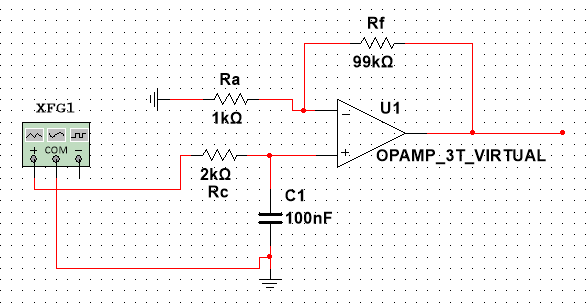 Rf
99kΩ
Ra
1kΩ
XFG1
COM
+
−
U1
−
+
OPAMP_3T_VIRTUAL
2kΩ
Rc
C1
100nF